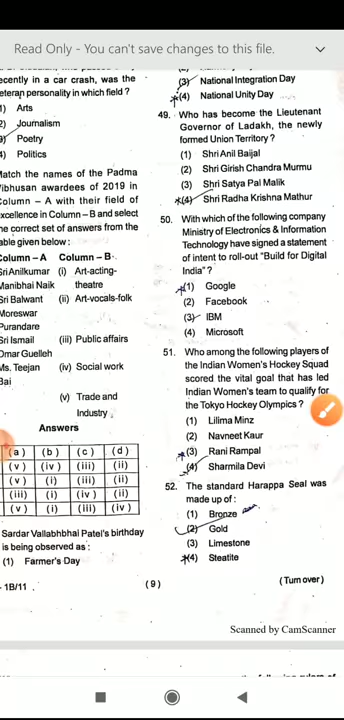 Read Only - You can't save changes to this file.
recently in a car crash, was the
veteran personality in which field ?
1) Arts
2) Journalism
3) Poetry
4) Politics
Match the names of the Padma
Vibhusan awardees of 2019 in
Column – A with their field of
excellence in Column – B and select
the correct set of answers from the
table given below :
Column – A Column – B
Sri Anilkumar (i) Art-acting-
Manibhai Naik theatre
Sri Balwant (ii) Art-vocals-folk
Moreswar
Purandare
Sri Ismail (iii) Public affairs
Omar Guelleh
Ms. Teejan (iv) Social work
Bai
(v) Trade and
Industry
Answers
(a) (b) (c) (d)
(v) (iv) (iii) (ii)
(v) (i) (iii) (ii)
(iii) (i) (iv) (ii)
(v) (i) (iii) (iv)
Sardar Vallabhbhai Patel's birthday
is being observed as :
(1) Farmer's Day
- 1B/11 .
(3) National Integration Day
(4) National Unity Day
49. Who has become the Lieutenant
Governor of Ladakh, the newly
formed Union Territory ?
(1) Shri Anil Baijal
(2) Shri Girish Chandra Murmu
(3) Shri Satya Pal Malik
(4) Shri Radha Krishna Mathur
50. With which of the following company
Ministry of Electronics & Information
Technology have signed a statement
of intent to roll-out "Build for Digital
India" ?
(1) Google
(2) Facebook
(3) IBM
(4) Microsoft
51. Who among the following players of
the Indian Women's Hockey Squad
scored the vital goal that has led
Indian Women's team to qualify for
the Tokyo Hockey Olympics ?
(1) Lilima Minz
(2) Navneet Kaur
(3) Rani Rampal
(4) Sharmila Devi
52. The standard Harappa Seal was
made up of :
(1) Bronze
(2) Gold
(3) Limestone
(4) Steatite
(9)
(Turn over)
Scanned by CamScanner